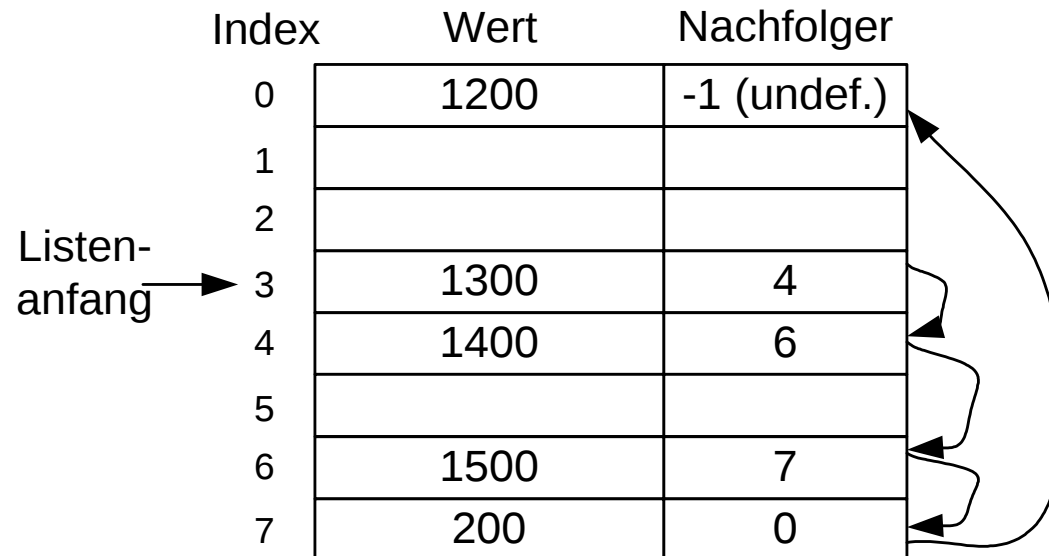 Index Wert Nachfolger
0 1200 -1 (undef.)
1
2
Listen-
anfang
3 1300 4
4 1400 6
5
6 1500 7
7 200 0